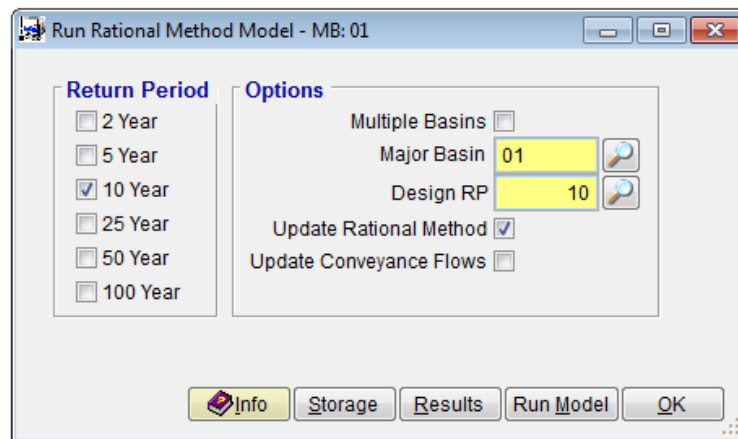 Run Rational Method Model - MB: 01
Return Period
2 Year
5 Year
10 Year
25 Year
50 Year
100 Year
Options
Multiple Basins
Major Basin 01
Design RP 10
Update Rational Method
Update Conveyance Flows
Info Storage Results Run Model OK